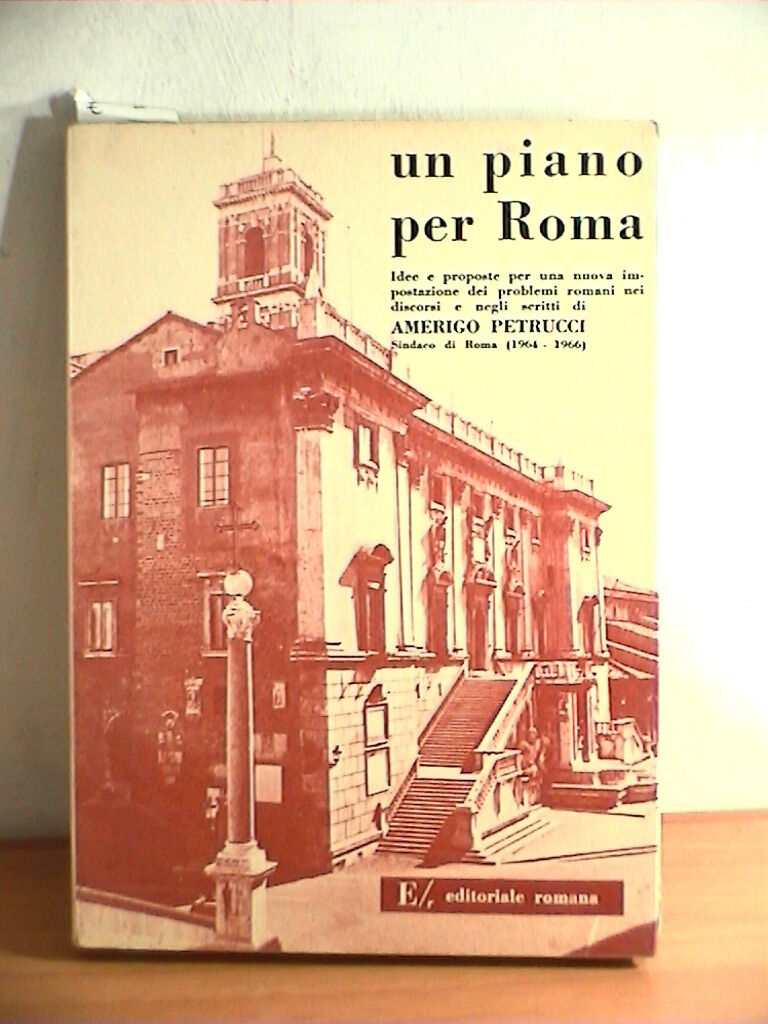 un piano
per Roma
Idee e proposte per una nuova im-
postazione dei problemi romani nei
discorsi e negli scritti di
AMERIGO PETRUCCI
Sindaco di Roma (1964 - 1966)
E/r editoriale romana